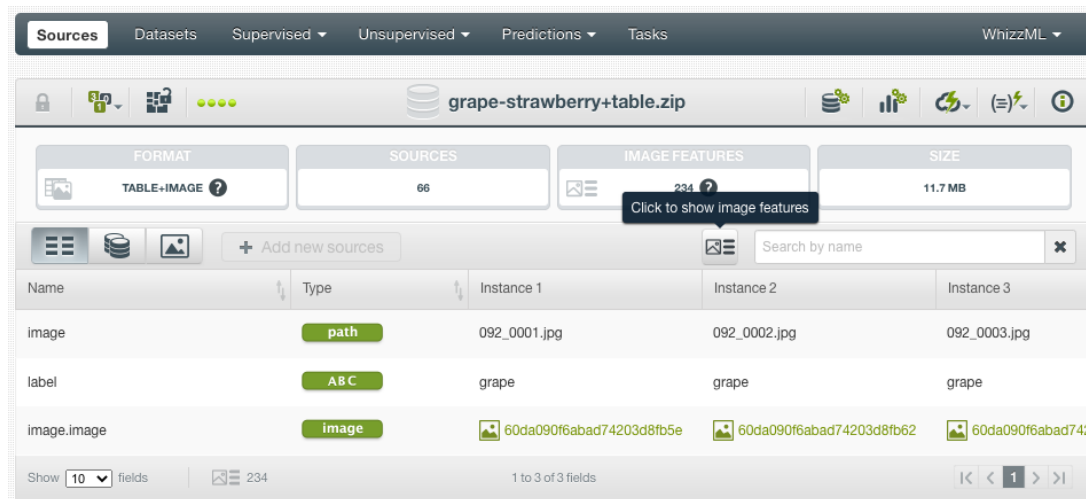 Sources Datasets Supervised Unsupervised Predictions Tasks WhizzML
grape-strawberry+table.zip
FORMAT SOURCES IMAGE FEATURES SIZE
TABLE+IMAGE ? 66 234 ? 11.7 MB
Click to show image features
+ Add new sources Search by name
Name Type Instance 1 Instance 2 Instance 3
image path 092_0001.jpg 092_0002.jpg 092_0003.jpg
label ABC grape grape grape
image.image image 60da090f6abad74203d8fb5e 60da090f6abad74203d8fb62 60da090f6abad742
Show 10 fields 234 1 to 3 of 3 fields 1